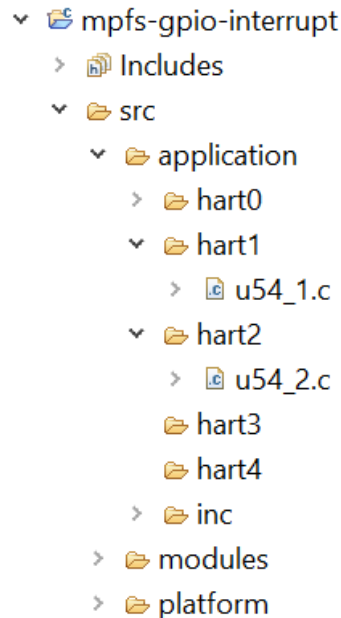 mpfs-gpio-interrupt
Includes
src
application
hart0
hart1
u54_1.c
hart2
u54_2.c
hart3
hart4
inc
modules
platform